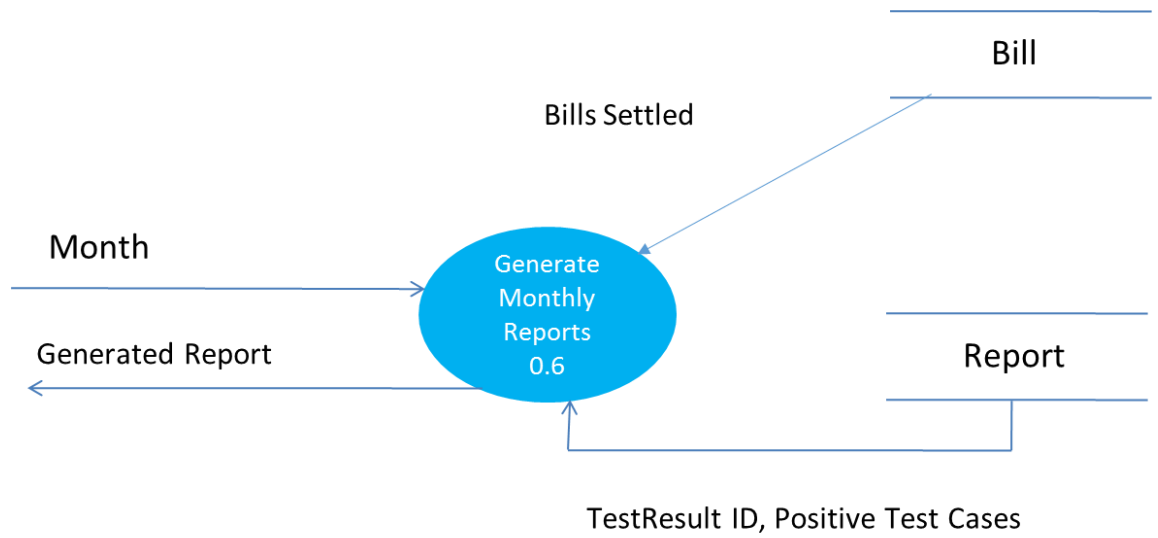 Bill
Bills Settled
Month
Generate
Monthly
Reports
0.6
Generated Report
Report
TestResult ID, Positive Test Cases